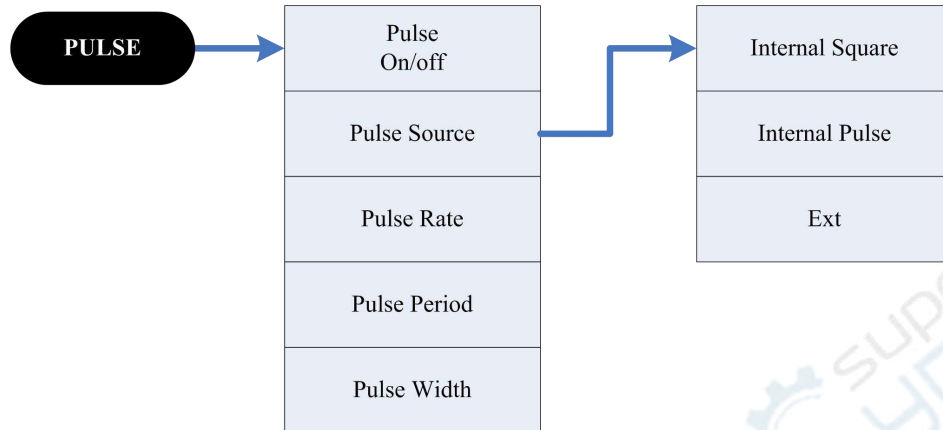 PULSE
Pulse
On/off
Pulse Source
Pulse Rate
Pulse Period
Pulse Width
Internal Square
Internal Pulse
Ext